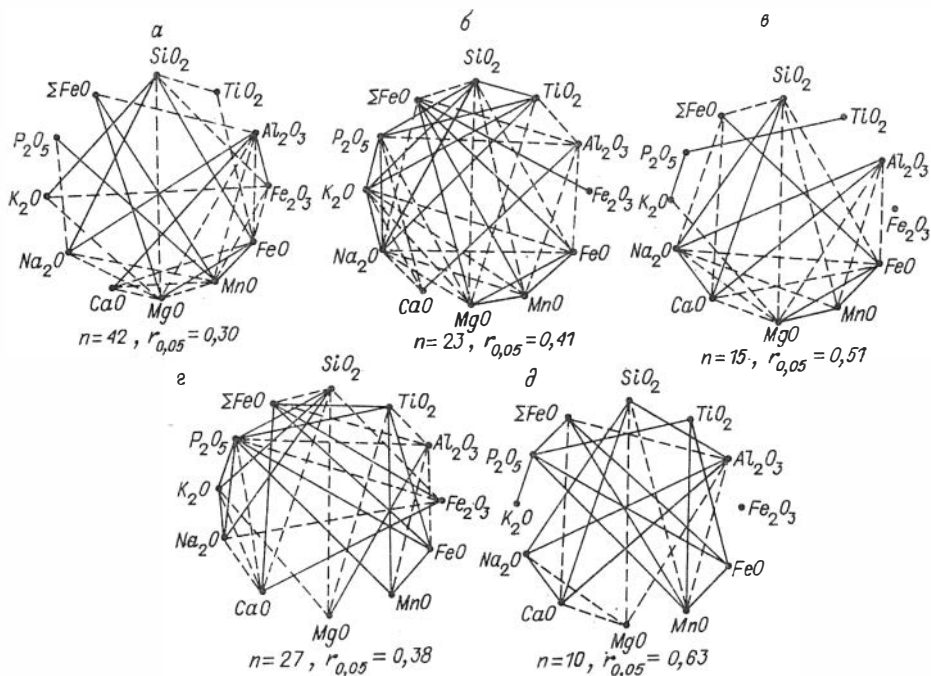 а
SiO₂
ΣFeO
TiO₂
P₂O₅
Al₂O₃
K₂O
Fe₂O₃
Na₂O
FeO
CaO
MgO
MnO
n=42, r₀,₀₅=0,30
б
SiO₂
ΣFeO
TiO₂
P₂O₅
Al₂O₃
K₂O
Fe₂O₃
Na₂O
FeO
CaO
MgO
MnO
n=23, r₀,₀₅=0,41
в
SiO₂
ΣFeO
TiO₂
P₂O₅
Al₂O₃
K₂O
Fe₂O₃
Na₂O
FeO
CaO
MgO
MnO
n=15, r₀,₀₅=0,51
г
SiO₂
ΣFeO
TiO₂
P₂O₅
Al₂O₃
K₂O
Fe₂O₃
Na₂O
FeO
CaO
MnO
MgO
n=27, r₀,₀₅=0,38
д
SiO₂
ΣFeO
TiO₂
P₂O₅
Al₂O₃
K₂O
Fe₂O₃
Na₂O
FeO
CaO
MnO
MgO
n=10, r₀,₀₅=0,63